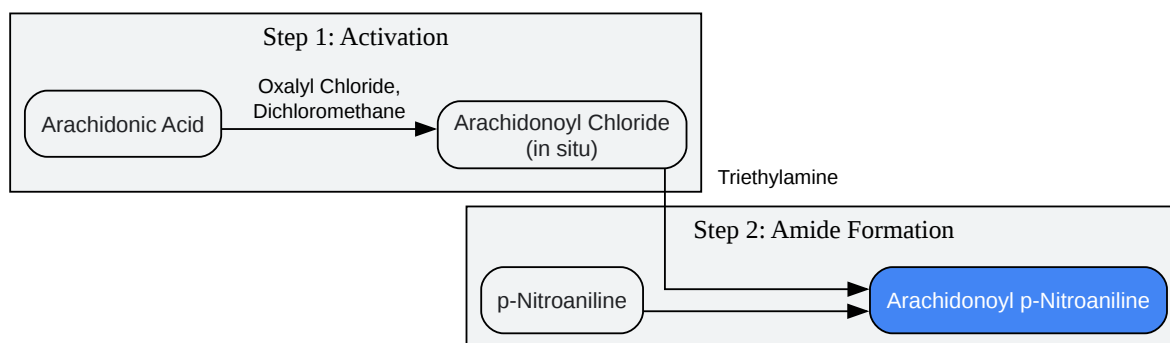 Step 1: Activation
Oxalyl Chloride,
Dichloromethane
Arachidonic Acid
Arachidonoyl Chloride
(in situ)
Triethylamine
Step 2: Amide Formation
p-Nitroaniline
Arachidonoyl p-Nitroaniline